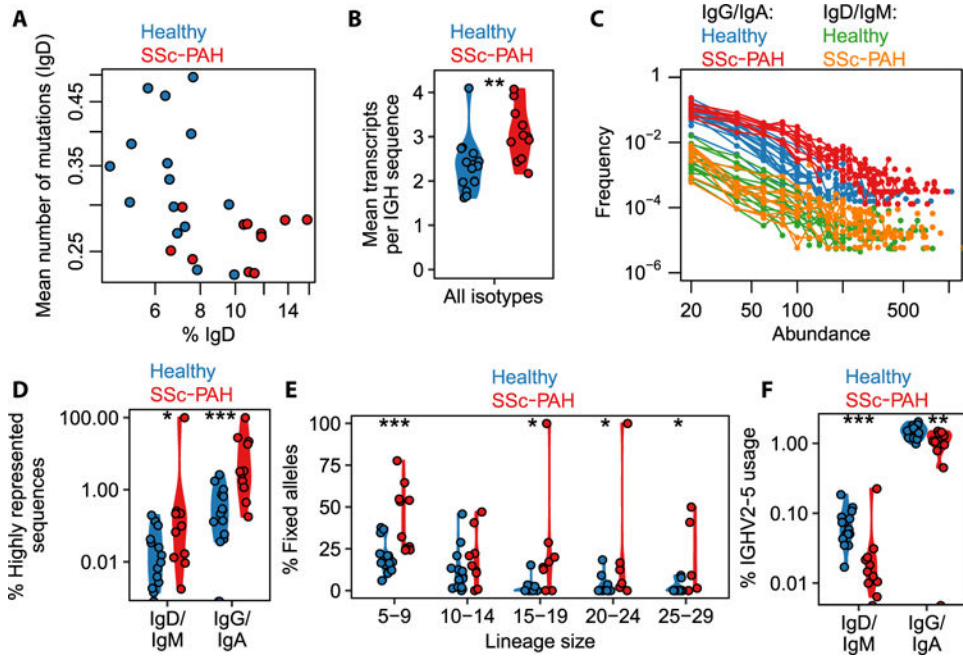 A
Healthy
SSc-PAH
Mean number of mutations (IgD)
0.45
0.35
0.25
6 8 10 14
% IgD
B
Healthy
SSc-PAH
**
Mean transcripts
per IGH sequence
4
3
2
1
0
All isotypes
C
IgG/IgA: IgD/IgM:
Healthy Healthy
SSc-PAH SSc-PAH
Frequency
1
10−2
10−4
10−6
20 50 100 500
Abundance
D
Healthy
SSc-PAH
* ***
% Highly represented
sequences
100.00
1.00
0.01
IgD/ IgG/
IgM IgA
E
Healthy
SSc-PAH
*** * * *
% Fixed alleles
100
50
0
5−9 10−14 15−19 20−24 25−29
Lineage size
F
Healthy
SSc-PAH
*** **
% IGHV2−5 usage
1.00
0.10
0.01
IgD/ IgG/
IgM IgA